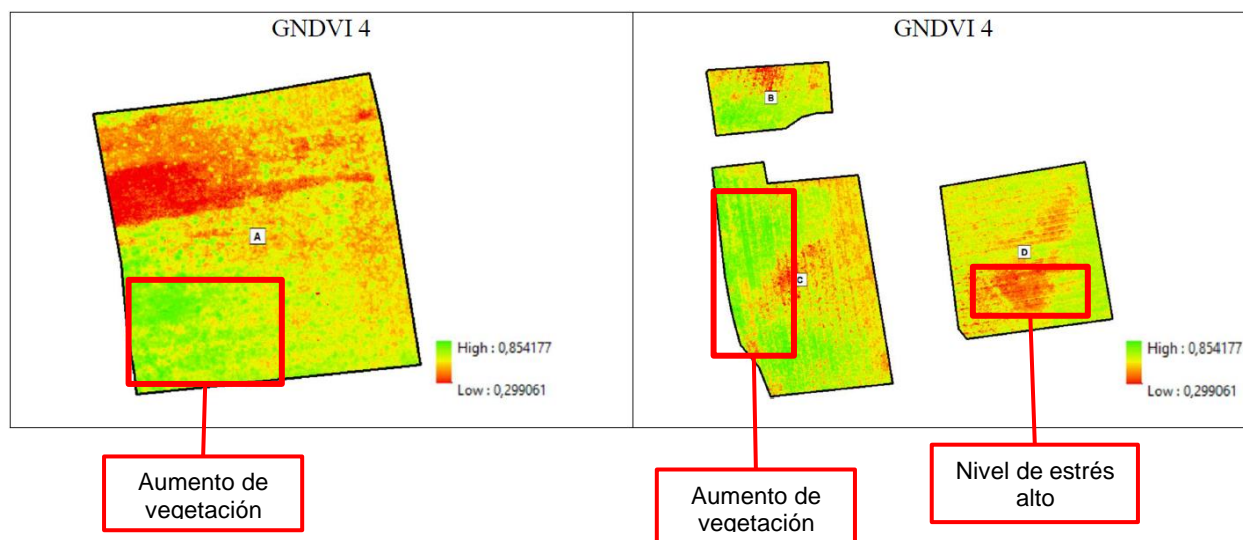 GNDVI 4
A
High : 0,854177
Low : 0,299061
Aumento de
vegetación
GNDVI 4
B
C
D
High : 0,854177
Low : 0,299061
Aumento de
vegetación
Nivel de estrés
alto